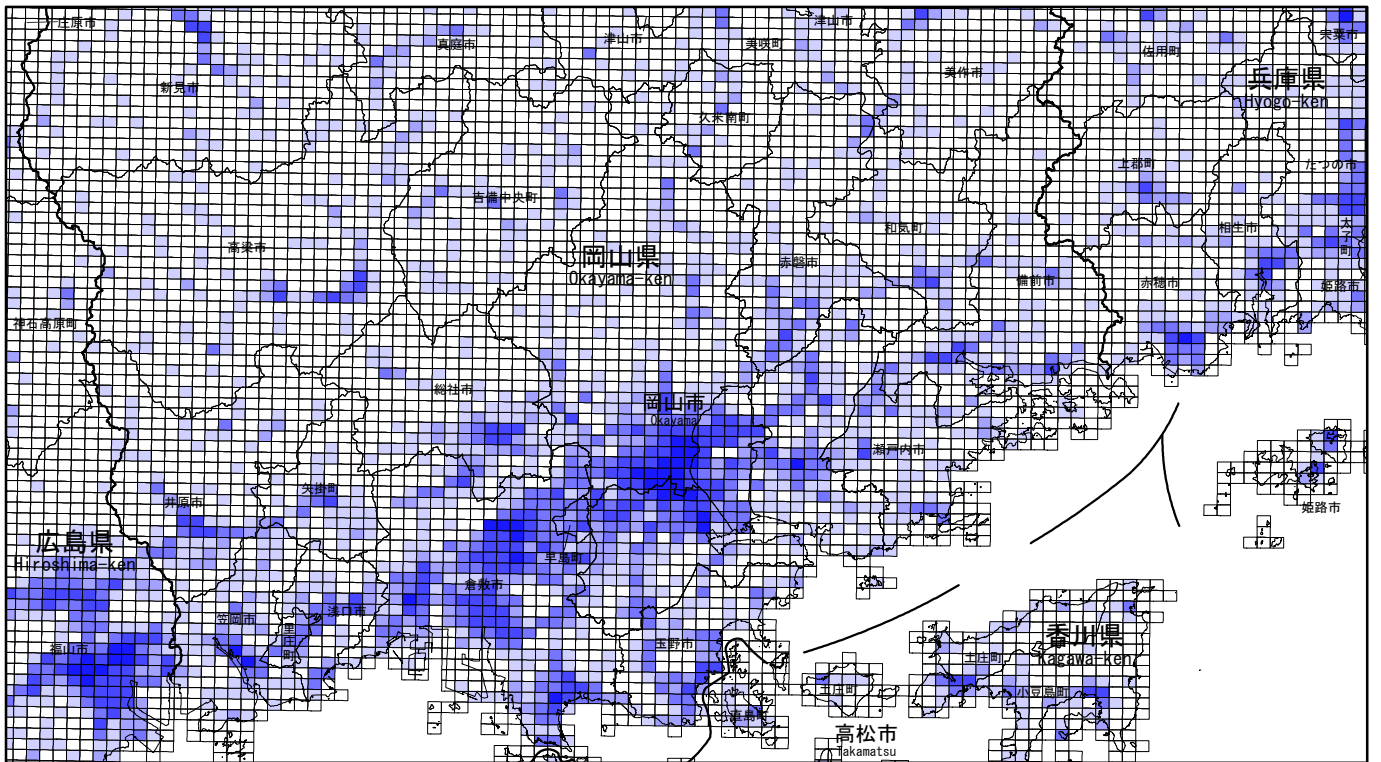 庄原市
真庭市
津山市
美咲町
津山市
佐用町
宍粟市
新見市
美作市
兵庫県
Hyogo-ken
久米南町
上郡町
たつの市
吉備中央町
和気町
相生市
太子町
高梁市
岡山県
Okayama-ken
赤磐市
備前市
赤穂市
姫路市
神石高原町
総社市
岡山市
Okayama
瀬戸内市
井原市
矢掛町
姫路市
広島県
Hiroshima-ken
早島町
倉敷市
笠岡市
浅口市
里庄町
福山市
玉野市
香川県
Kagawa-ken
土庄町
土庄町
小豆島町
直島町
高松市
Takamatsu